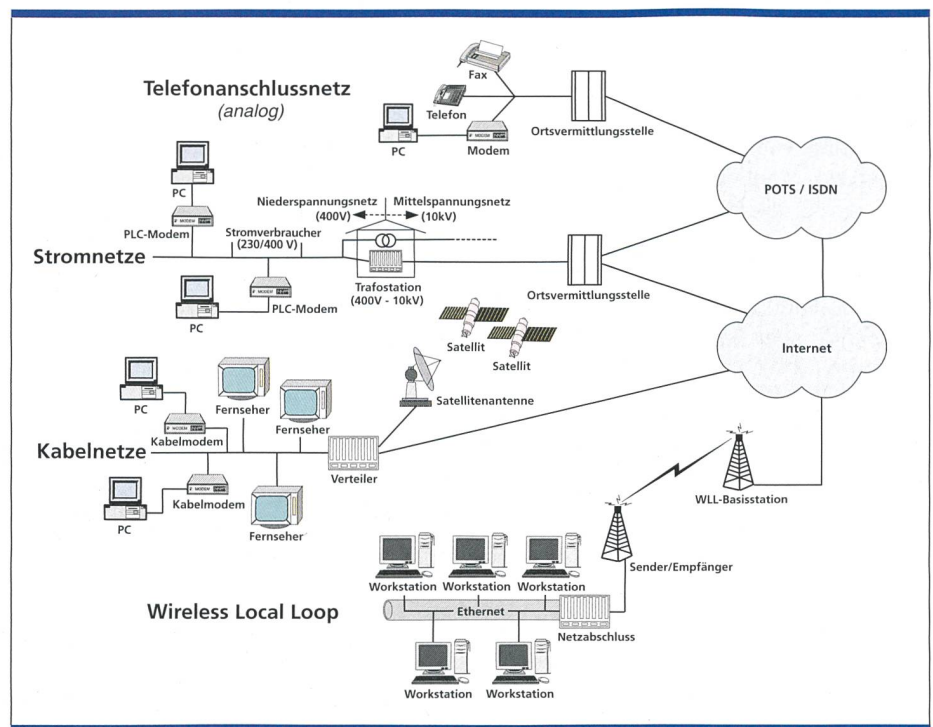 Telefonanschlussnetz
(analog)
Fax
Telefon
PC
Modem
Ortsvermittlungsstelle
POTS / ISDN
PC
PLC-Modem
Niederspannungsnetz
(400V)
Mittelspannungsnetz
(10kV)
Stromverbraucher
(230/400 V)
Stromnetze
Trafostation
(400V - 10kV)
Ortsvermittlungsstelle
PC
PLC-Modem
Satellit
Satellit
Internet
PC
Fernseher
Fernseher
Satellitenantenne
Kabelmodem
Kabelnetze
Verteiler
PC
Kabelmodem
Fernseher
WLL-Basisstation
Sender/Empfänger
Workstation
Workstation
Workstation
Wireless Local Loop
Ethernet
Netzabschluss
Workstation
Workstation